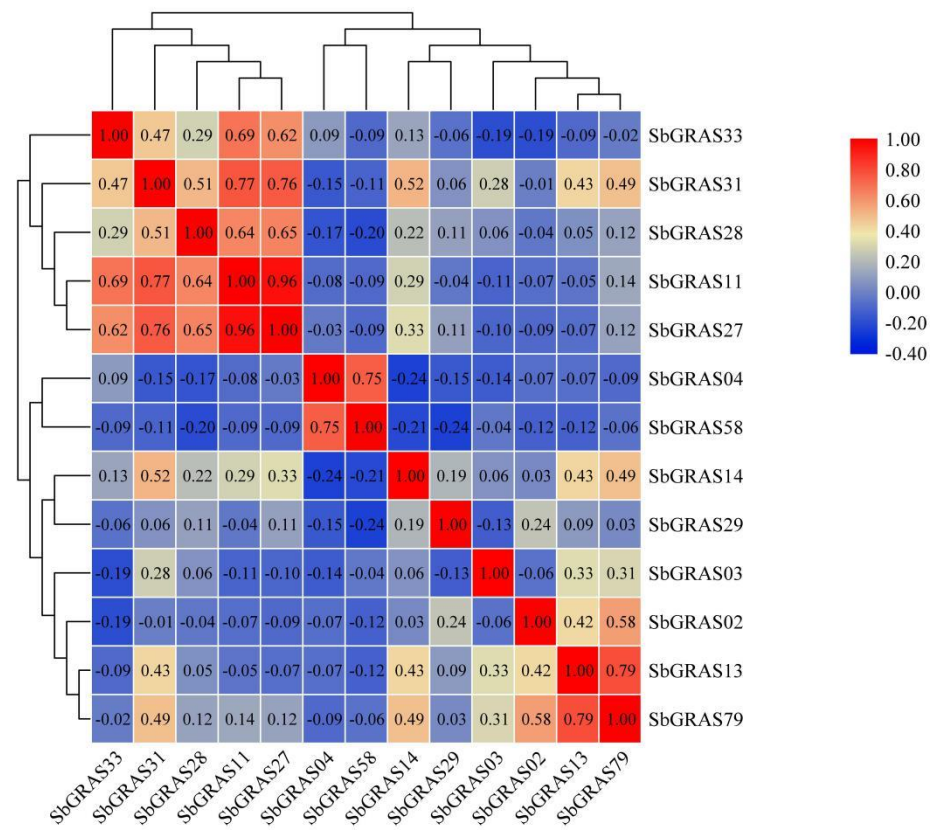 1.00 0.47 0.29 0.69 0.62 0.09 -0.09 0.13 -0.06 -0.19 -0.19 -0.09 -0.02 SbGRAS33
0.47 1.00 0.51 0.77 0.76 -0.15 -0.11 0.52 0.06 0.28 -0.01 0.43 0.49 SbGRAS31
0.29 0.51 1.00 0.64 0.65 -0.17 -0.20 0.22 0.11 0.06 -0.04 0.05 0.12 SbGRAS28
0.69 0.77 0.64 1.00 0.96 -0.08 -0.09 0.29 -0.04 -0.11 -0.07 -0.05 0.14 SbGRAS11
0.62 0.76 0.65 0.96 1.00 -0.03 -0.09 0.33 0.11 -0.10 -0.09 -0.07 0.12 SbGRAS27
0.09 -0.15 -0.17 -0.08 -0.03 1.00 0.75 -0.24 -0.15 -0.14 -0.07 -0.07 -0.09 SbGRAS04
-0.09 -0.11 -0.20 -0.09 -0.09 0.75 1.00 -0.21 -0.24 -0.04 -0.12 -0.12 -0.06 SbGRAS58
0.13 0.52 0.22 0.29 0.33 -0.24 -0.21 1.00 0.19 0.06 0.03 0.43 0.49 SbGRAS14
-0.06 0.06 0.11 -0.04 0.11 -0.15 -0.24 0.19 1.00 -0.13 0.24 0.09 0.03 SbGRAS29
-0.19 0.28 0.06 -0.11 -0.10 -0.14 -0.04 0.06 -0.13 1.00 -0.06 0.33 0.31 SbGRAS03
-0.19 -0.01 -0.04 -0.07 -0.09 -0.07 -0.12 0.03 0.24 -0.06 1.00 0.42 0.58 SbGRAS02
-0.09 0.43 0.05 -0.05 -0.07 -0.07 -0.12 0.43 0.09 0.33 0.42 1.00 0.79 SbGRAS13
-0.02 0.49 0.12 0.14 0.12 -0.09 -0.06 0.49 0.03 0.31 0.58 0.79 1.00 SbGRAS79
SbGRAS33 SbGRAS31 SbGRAS28 SbGRAS11 SbGRAS27 SbGRAS04 SbGRAS58 SbGRAS14 SbGRAS29 SbGRAS03 SbGRAS02 SbGRAS13 SbGRAS79
1.00
0.80
0.60
0.40
0.20
0.00
-0.20
-0.40